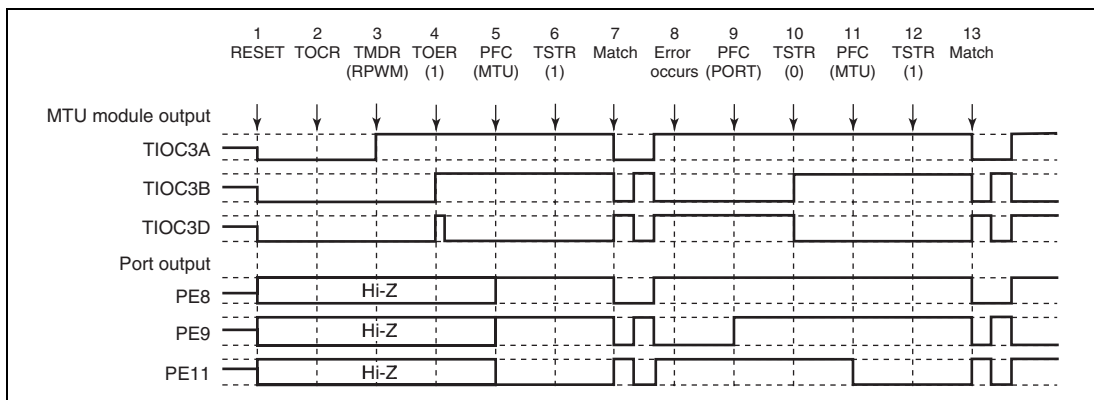 1 2 3 4 5 6 7 8 9 10 11 12 13
RESET TOCR TMDR TOER PFC TSTR Match Error PFC TSTR PFC TSTR Match
(RPWM) (1) (MTU) (1) occurs (PORT) (0) (MTU) (1)
MTU module output
TIOC3A
TIOC3B
TIOC3D
Port output
PE8 Hi-Z
PE9 Hi-Z
PE11 Hi-Z